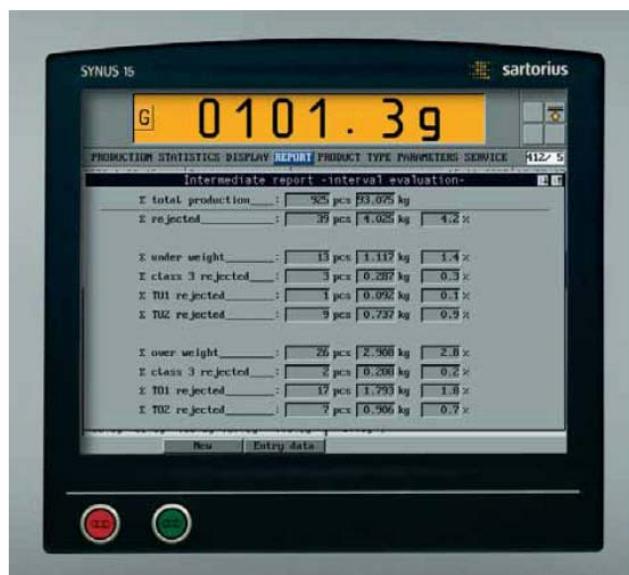 SYNUS 15
sartorius
G 0101.3g
PRODUCTION STATISTICS DISPLAY REPORT PRODUCT TYPE PARAMETERS SERVICE 412/ 5
Intermediate report -interval evaluation-
Σ total production___: 925 pcs 93.075 kg
Σ rejected________: 39 pcs 4.025 kg 4.2 %
Σ under weight______: 13 pcs 1.117 kg 1.4 %
Σ class 3 rejected___: 3 pcs 0.287 kg 0.3 %
Σ TU1 rejected______: 1 pcs 0.092 kg 0.1 %
Σ TU2 rejected______: 9 pcs 0.737 kg 0.9 %
Σ over weight_______: 26 pcs 2.908 kg 2.8 %
Σ class 3 rejected___: 2 pcs 0.208 kg 0.2 %
Σ TO1 rejected______: 17 pcs 1.793 kg 1.8 %
Σ TO2 rejected______: 7 pcs 0.906 kg 0.7 %
New Entry data